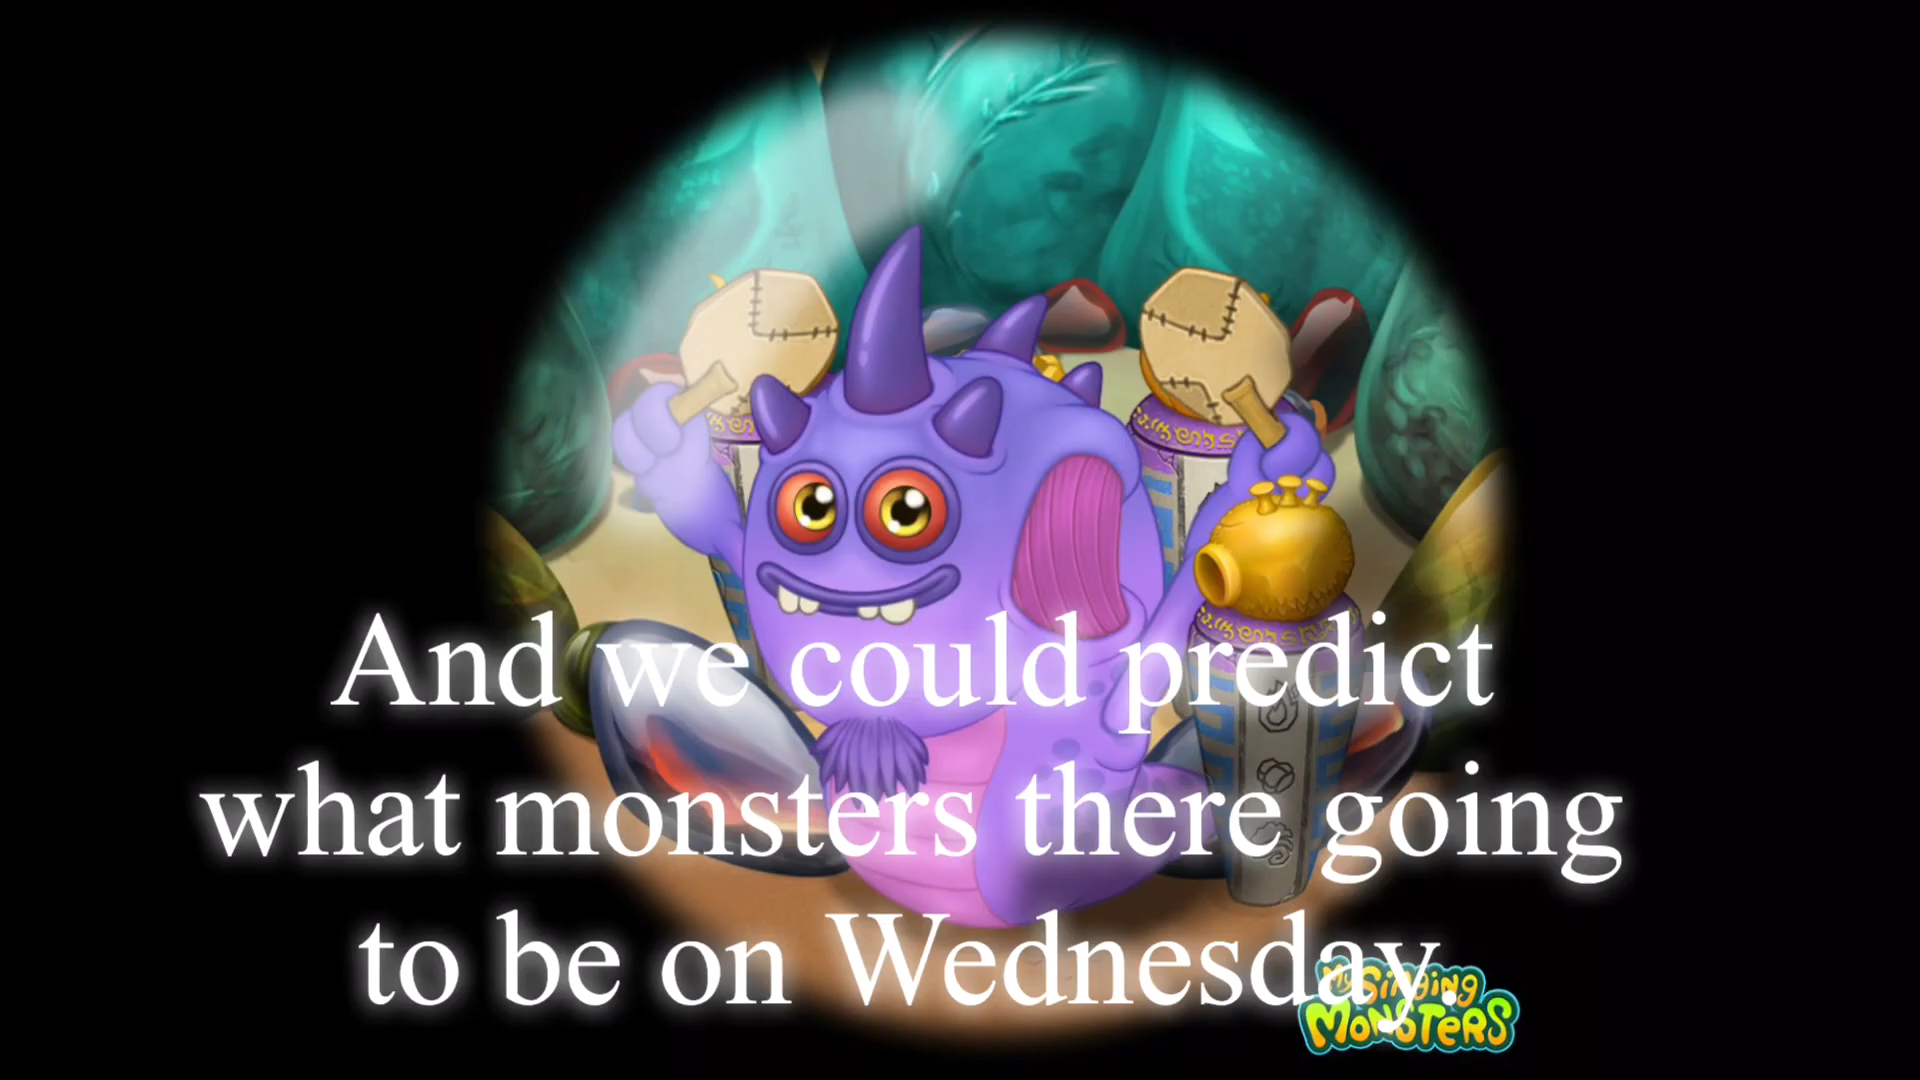 And we could predict
what monsters there going
to be on Wednesday.
My Singing
Monsters